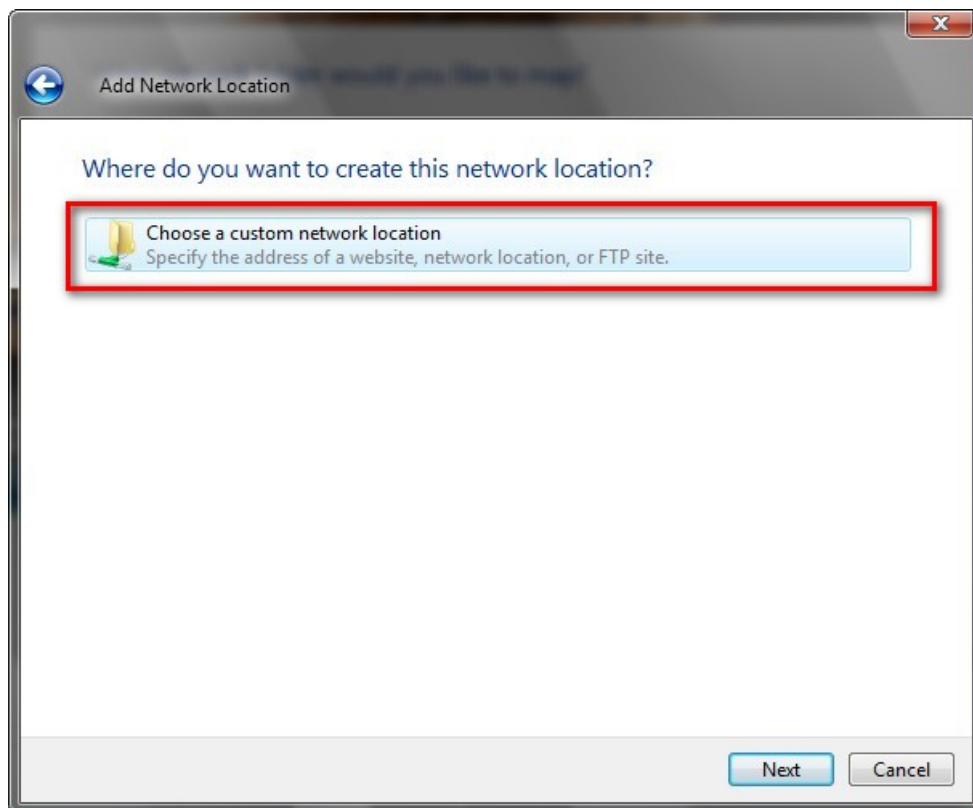 Add Network Location
Where do you want to create this network location?
Choose a custom network location
Specify the address of a website, network location, or FTP site.
Next
Cancel